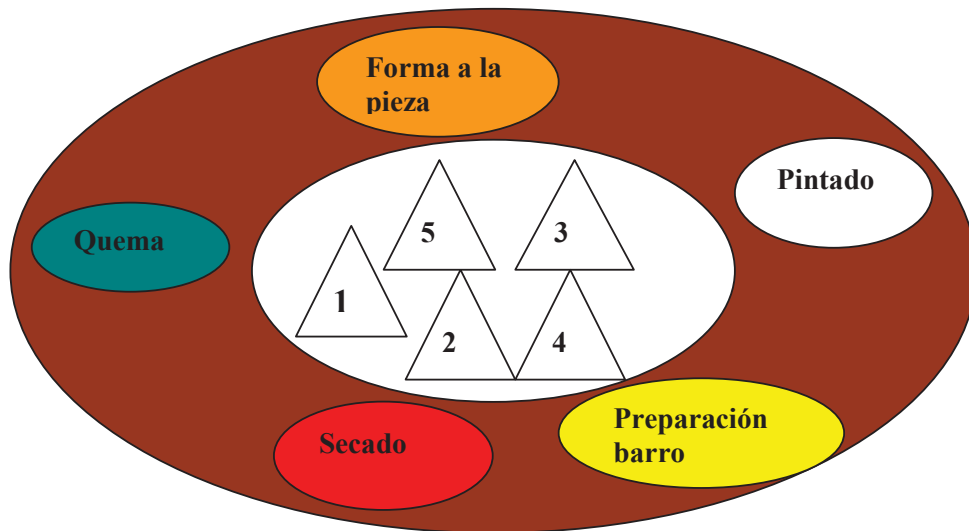 Forma a la
pieza
Pintado
Quema
5
3
1
2
4
Secado
Preparación
barro